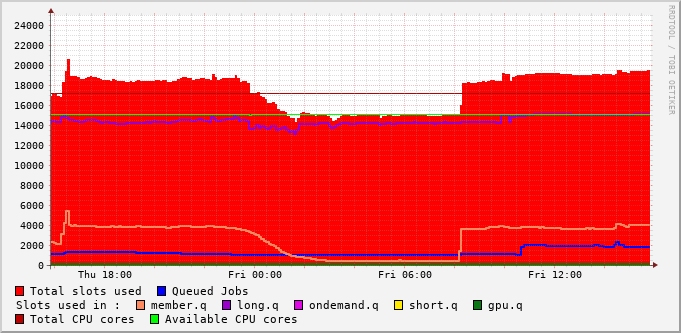 RRDTOOL / TOBI OETIKER
24000
22000
20000
18000
16000
14000
12000
10000
8000
6000
4000
2000
0
Thu 18:00 Fri 00:00 Fri 06:00 Fri 12:00
Total slots used Queued Jobs
Slots used in : member.q long.q ondemand.q short.q gpu.q
Total CPU cores Available CPU cores